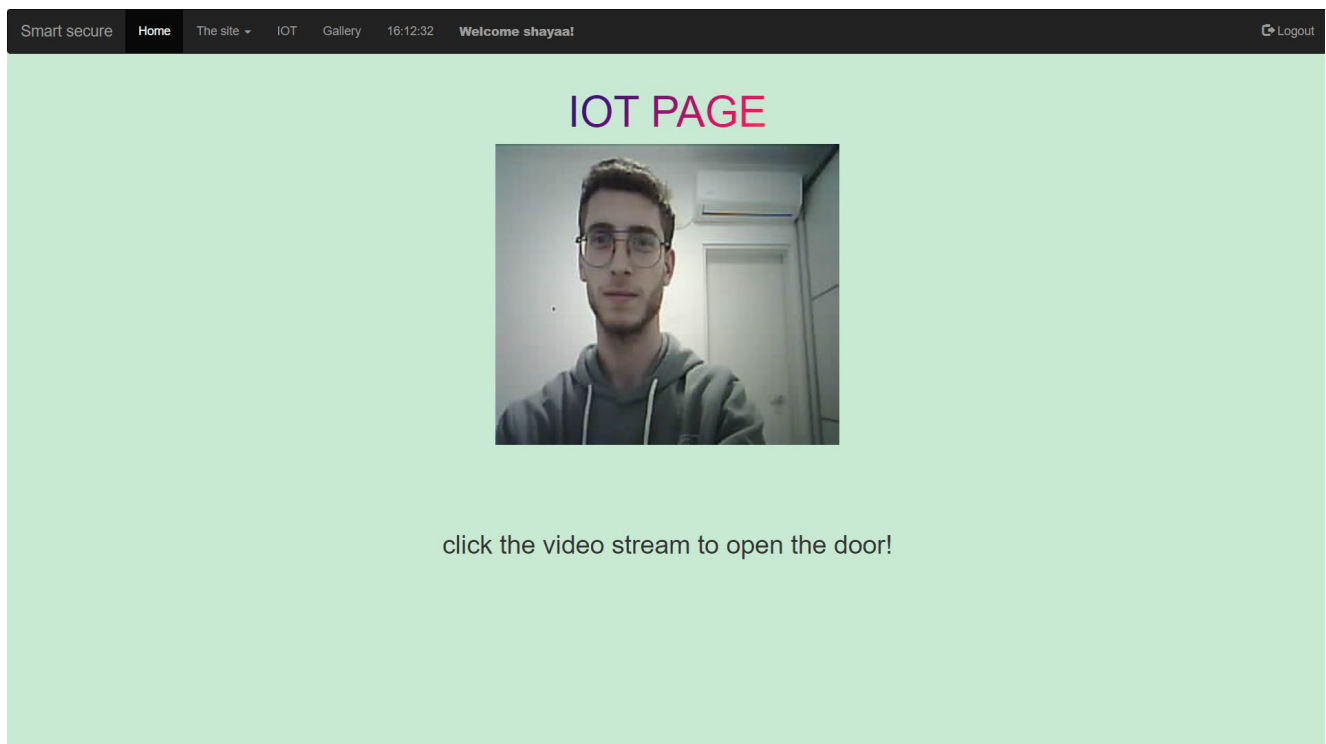 Smart secure Home The site IOT Gallery 16:12:32 Welcome shayaa! Logout
IOT PAGE
click the video stream to open the door!